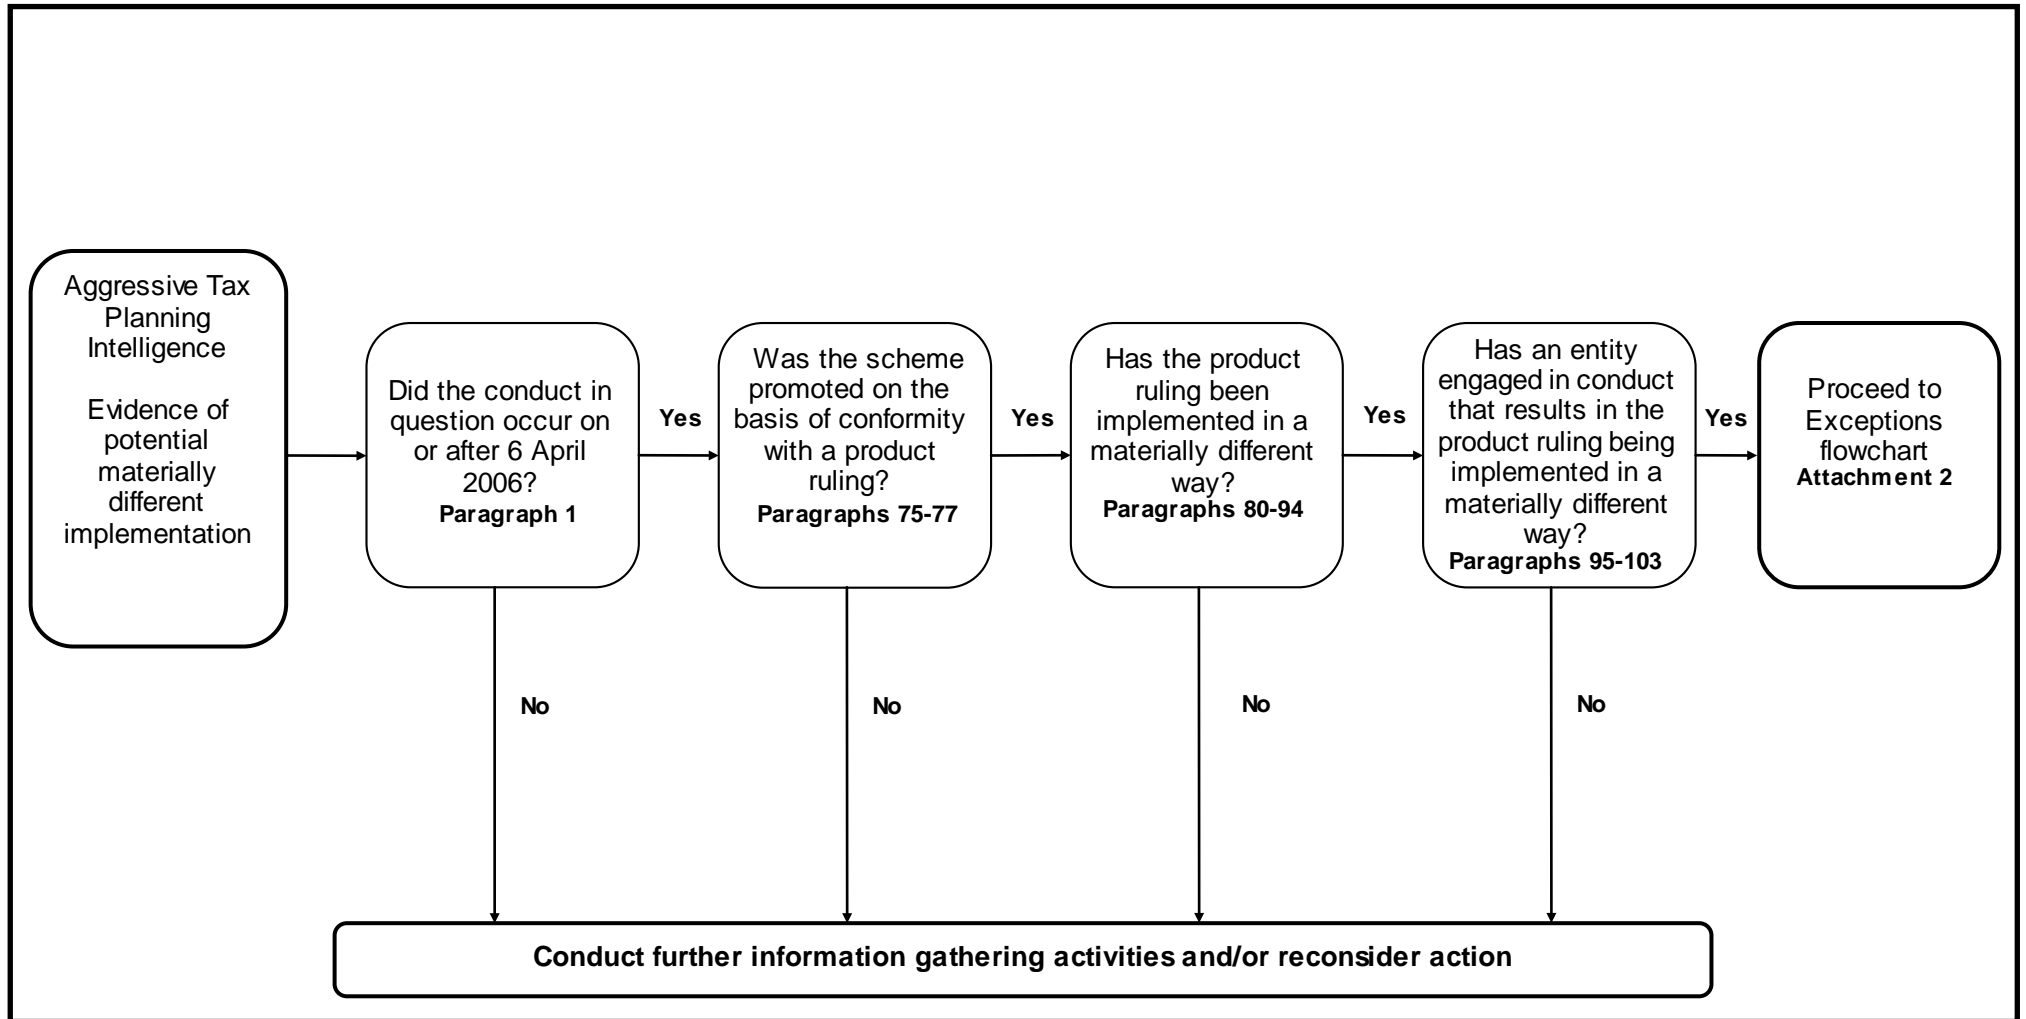 Aggressive Tax
Planning
Intelligence
Evidence of
potential
materially
different
implementation
Did the conduct in
question occur on
or after 6 April
2006?
Paragraph 1
Yes
Was the scheme
promoted on the
basis of conformity
with a product
ruling?
Paragraphs 75-77
Yes
Has the product
ruling been
implemented in a
materially different
way?
Paragraphs 80-94
Yes
Has an entity
engaged in conduct
that results in the
product ruling being
implemented in a
materially different
way?
Paragraphs 95-103
Yes
Proceed to
Exceptions
flowchart
Attachment 2
No
No
No
No
Conduct further information gathering activities and/or reconsider action